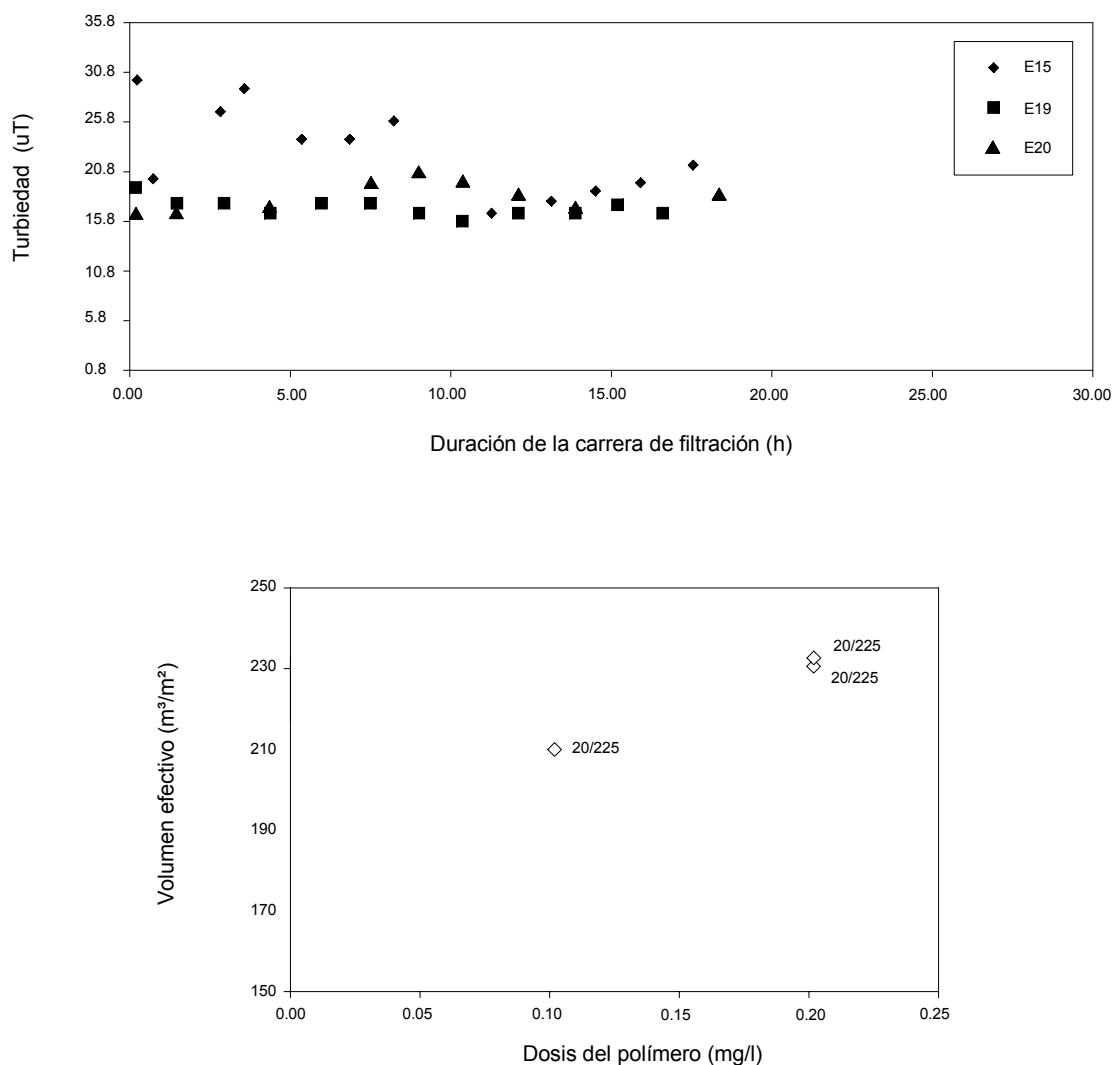 Turbiedad (uT)
35.8
30.8
25.8
20.8
15.8
10.8
5.8
0.8
E15
E19
E20
0.00 5.00 10.00 15.00 20.00 25.00 30.00
Duración de la carrera de filtración (h)
Volumen efectivo (m³/m²)
250
230
210
190
170
150
20/225
20/225
20/225
0.00 0.05 0.10 0.15 0.20 0.25
Dosis del polímero (mg/l)